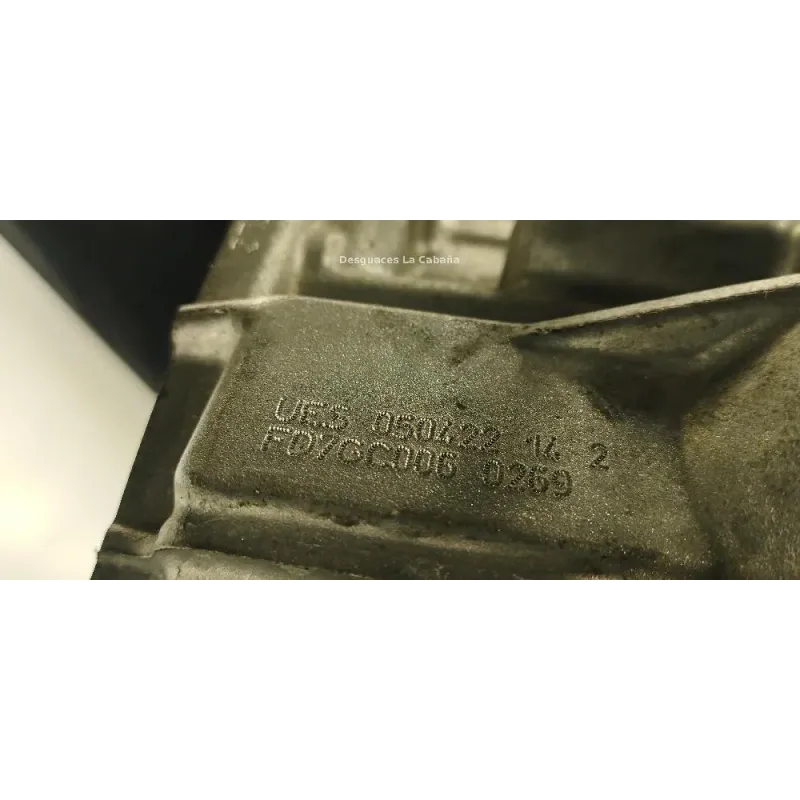 Desguaces La Cabaña
UES 050422 14 2
FD7GC006 0269